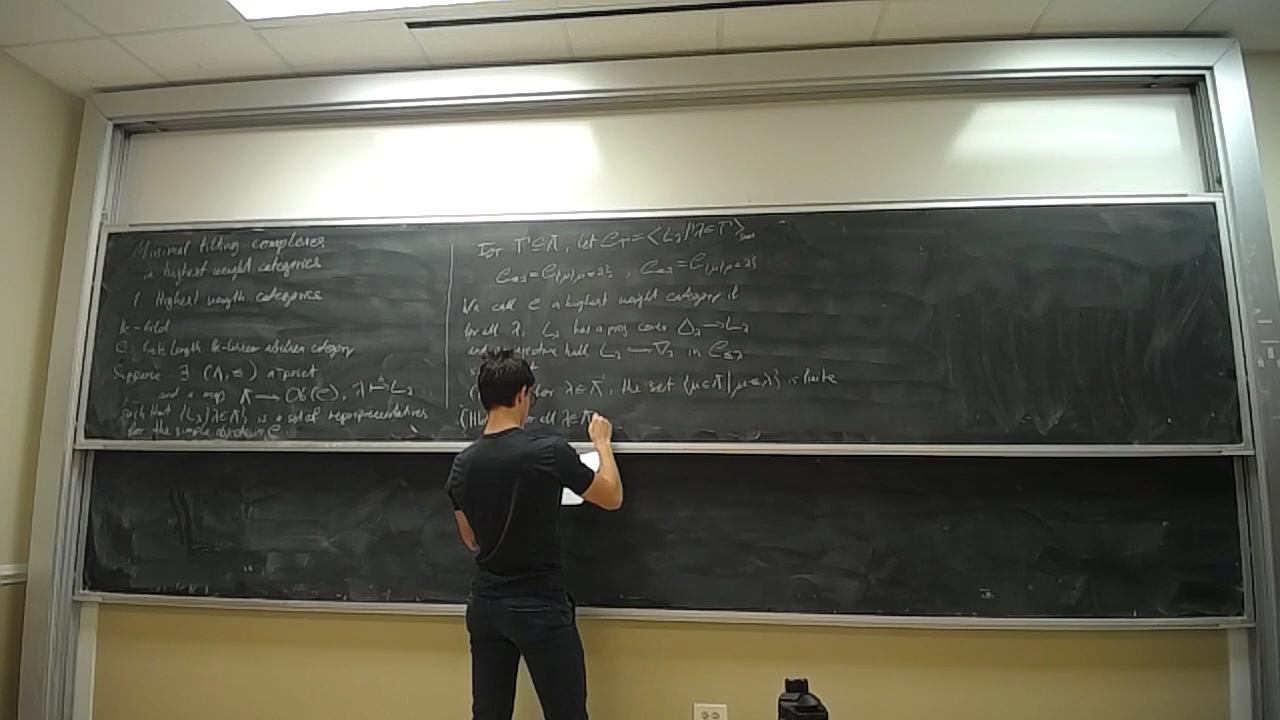 Minimal tilting complexes
in highest weight categories
1. Highest weight categories
k - field
C finite length k-linear abelian category
Suppose ∃ (Λ, ≤) a poset
and a map Λ → Ob(C), λ ↦ L_λ
such that {L_λ | λ∈Λ} is a set of representatives
for the simple objects in C
For Γ ⊆ Λ, let C_Γ = <L_λ | λ∈Γ>
C_≤λ = C_{μ | μ≤λ}, C_<λ = C_{μ | μ<λ}
We call C a highest weight category if
for all λ, L_λ has a proj cover Δ_λ → L_λ
and injective hull L_λ → ∇_λ in C_≤λ
for λ∈Λ, the set {μ∈Λ | μ≤λ} is finite
for all λ∈Λ